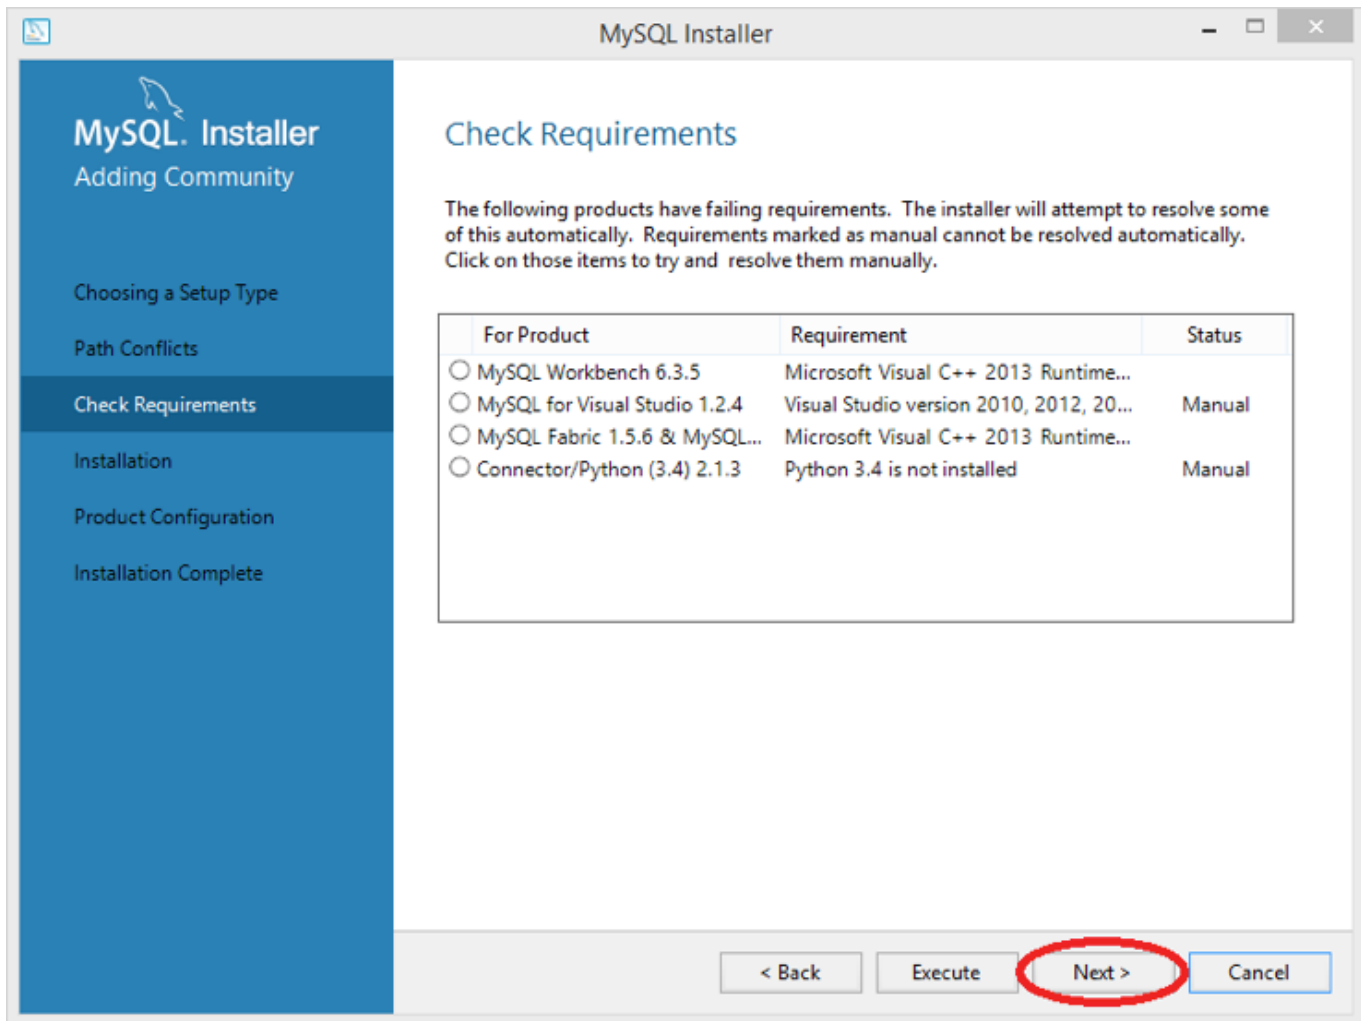 MySQL Installer
MySQL. Installer
Adding Community
Choosing a Setup Type
Path Conflicts
Check Requirements
Installation
Product Configuration
Installation Complete
Check Requirements
The following products have failing requirements.  The installer will attempt to resolve some
of this automatically.  Requirements marked as manual cannot be resolved automatically.
Click on those items to try and  resolve them manually.
For Product Requirement Status
MySQL Workbench 6.3.5 Microsoft Visual C++ 2013 Runtime...
MySQL for Visual Studio 1.2.4 Visual Studio version 2010, 2012, 20... Manual
MySQL Fabric 1.5.6 & MySQL... Microsoft Visual C++ 2013 Runtime...
Connector/Python (3.4) 2.1.3 Python 3.4 is not installed Manual
< Back Execute Next > Cancel